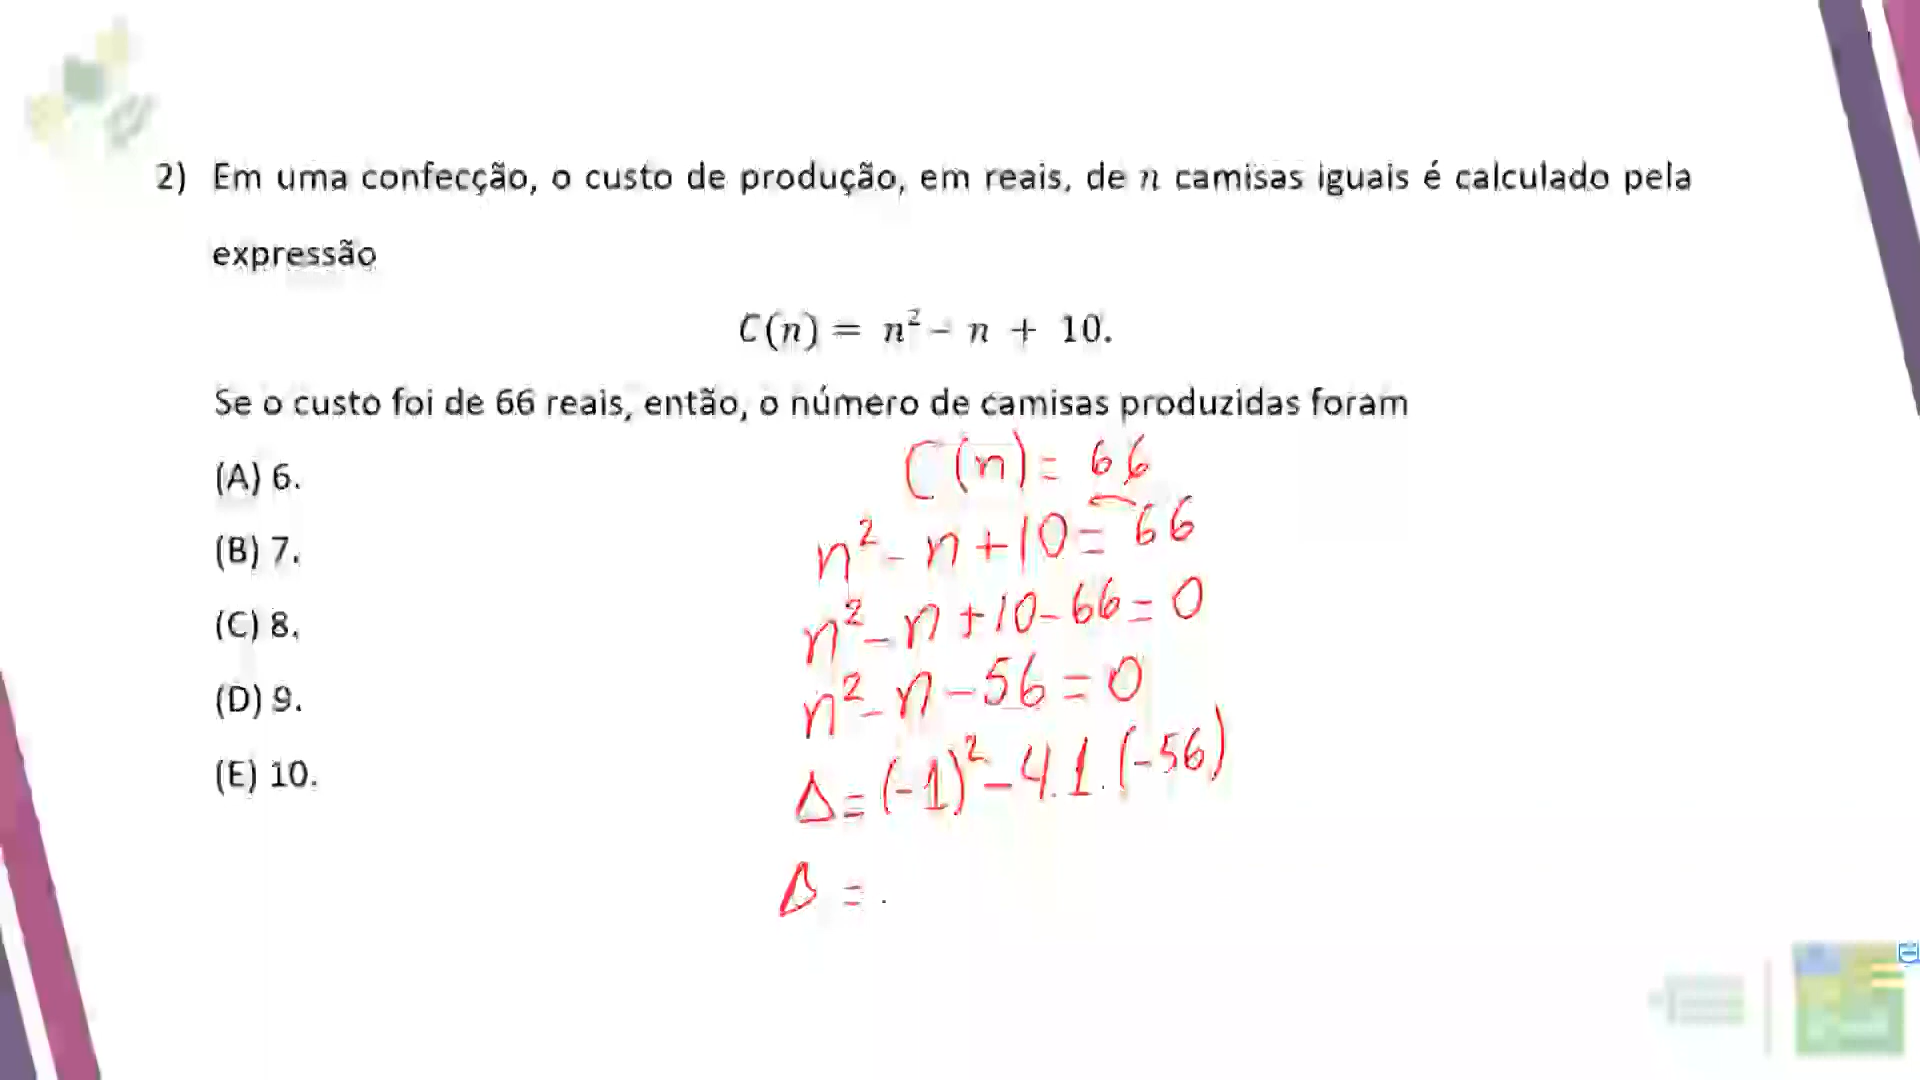 2) Em uma confecção, o custo de produção, em reais, de n camisas iguais é calculado pela
expressão
C(n) = n² – n + 10.
Se o custo foi de 66 reais, então, o número de camisas produzidas foram
(A) 6.
(B) 7.
(C) 8.
(D) 9.
(E) 10.
C(n) = 66
n² - n + 10 = 66
n² - n + 10 - 66 = 0
n² - n - 56 = 0
Δ = (-1)² - 4.1.(-56)
Δ = .